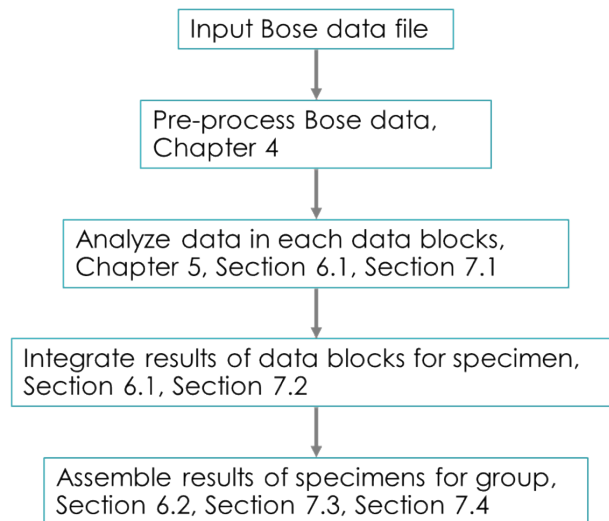 Input Bose data file
Pre-process Bose data,
Chapter 4
Analyze data in each data blocks,
Chapter 5, Section 6.1, Section 7.1
Integrate results of data blocks for specimen,
Section 6.1, Section 7.2
Assemble results of specimens for group,
Section 6.2, Section 7.3, Section 7.4